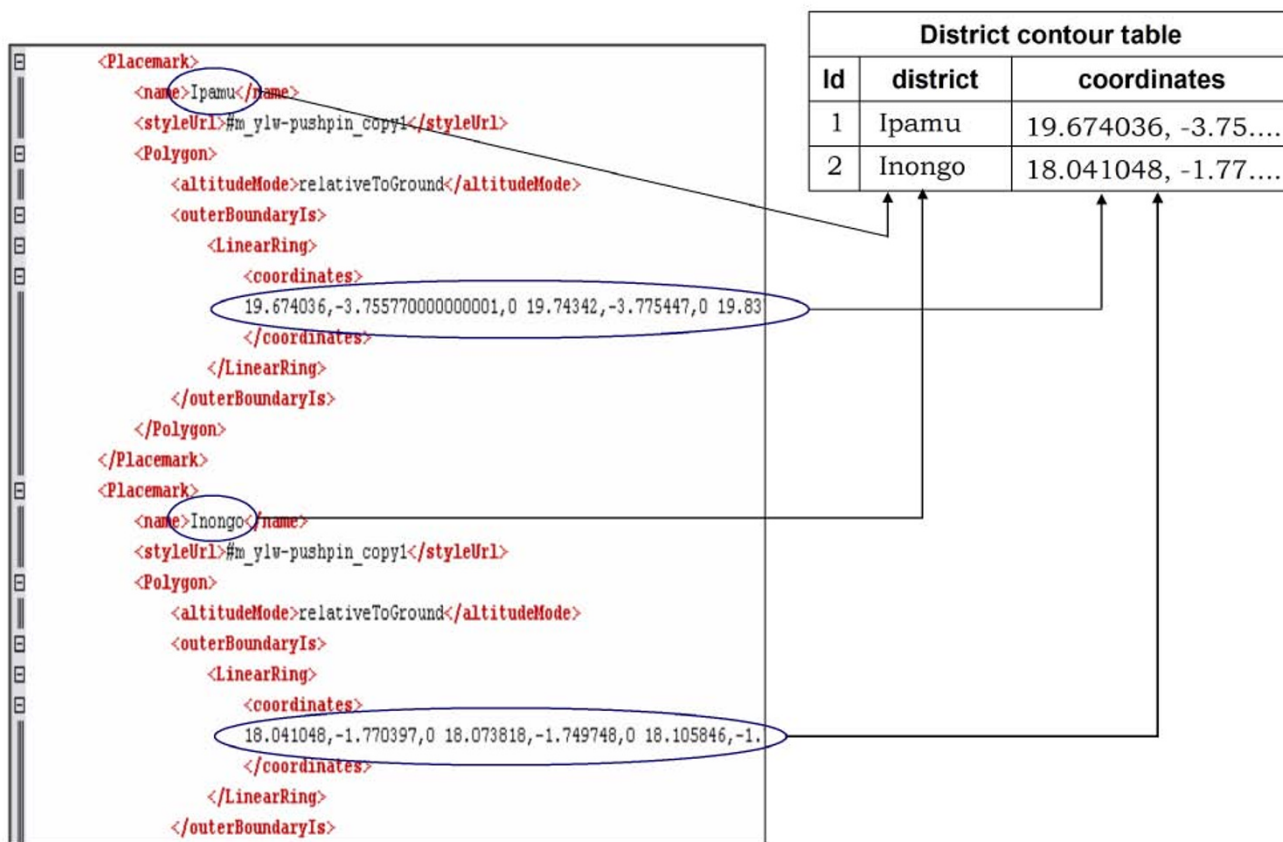 <Placemark>
<name>Ipamu</name>
<styleUrl>#m_ylw-pushpin_copy1</styleUrl>
<Polygon>
<altitudeMode>relativeToGround</altitudeMode>
<outerBoundaryIs>
<LinearRing>
<coordinates>
19.674036,-3.755770000000001,0 19.74342,-3.775447,0 19.83
</coordinates>
</LinearRing>
</outerBoundaryIs>
</Polygon>
</Placemark>
<Placemark>
<name>Inongo</name>
<styleUrl>#m_ylw-pushpin_copy1</styleUrl>
<Polygon>
<altitudeMode>relativeToGround</altitudeMode>
<outerBoundaryIs>
<LinearRing>
<coordinates>
18.041048,-1.770397,0 18.073818,-1.749748,0 18.105846,-1.
</coordinates>
</LinearRing>
</outerBoundaryIs>
District contour table
Id district coordinates
1 Ipamu 19.674036, -3.75....
2 Inongo 18.041048, -1.77....